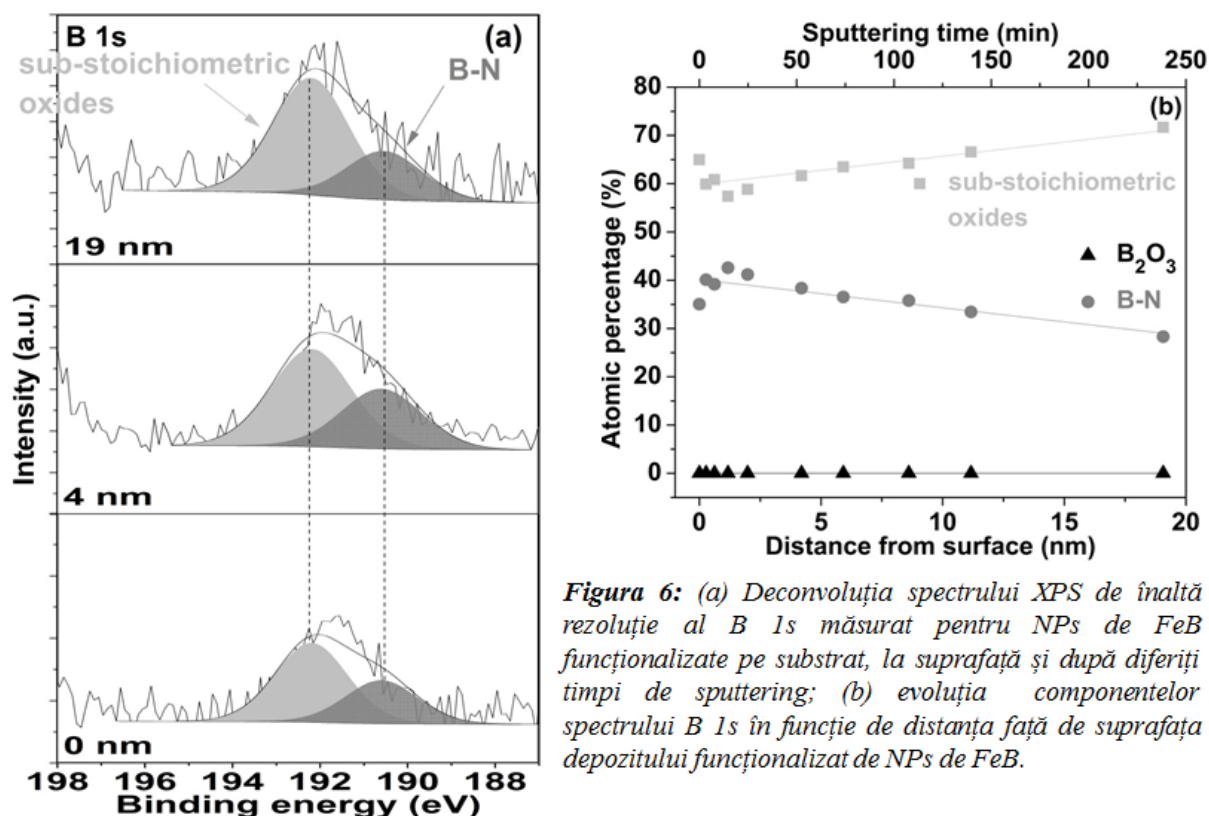 B 1s
(a)
sub-stoichiometric
oxides
B-N
19 nm
4 nm
0 nm
Intensity (a.u.)
198 196 194 192 190 188
Binding energy (eV)
Sputtering time (min)
0 50 100 150 200 250
(b)
80
70
60
50
40
30
20
10
0
Atomic percentage (%)
sub-stoichiometric
oxides
B2O3
B-N
0 5 10 15 20
Distance from surface (nm)
Figura 6: (a) Deconvoluția spectrului XPS de înaltă
rezoluție al B 1s măsurat pentru NPs de FeB
funcționalizate pe substrat, la suprafață și după diferiți
timpi de sputtering; (b) evoluția componentelor
spectrului B 1s în funcție de distanța față de suprafața
depozitului funcționalizat de NPs de FeB.